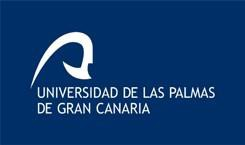 UNIVERSIDAD DE LAS PALMAS
DE GRAN CANARIA